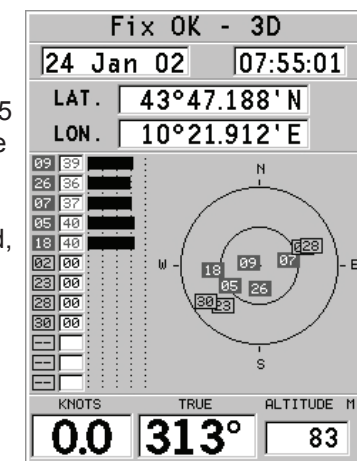 Fix OK - 3D
24 Jan 02 07:55:01
5
LAT. 43°47.188'N
e
LON. 10°21.912'E
09 39
26 36
07 37
d,
05 40
18 40
02 00
23 00
28 00
30 00
--
--
--
N
28
09 07
W E
18
05 26
30 23
S
KNOTS TRUE ALTITUDE M
0.0 313° 83